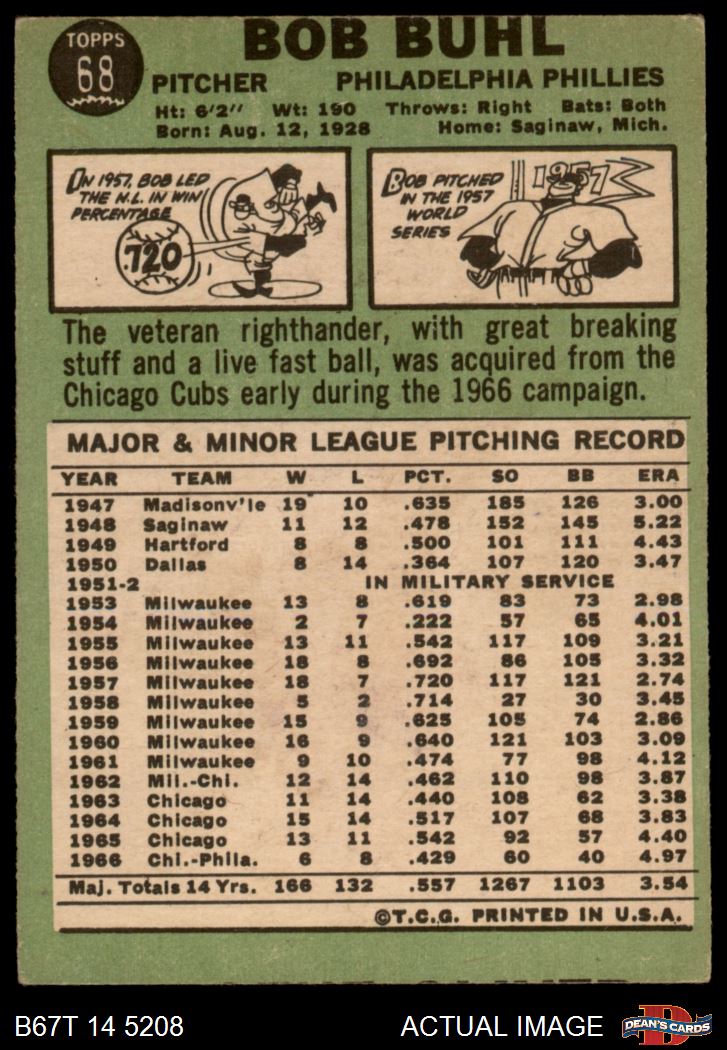 TOPPS
68
BOB BUHL
PITCHER PHILADELPHIA PHILLIES
Ht: 6'2" Wt: 190 Throws: Right Bats: Both
Born: Aug. 12, 1928 Home: Saginaw, Mich.
IN 1957, BOB LED
THE N.L. IN WIN
PERCENTAGE
.720
BOB PITCHED
IN THE 1957
WORLD
SERIES
1957
The veteran righthander, with great breaking
stuff and a live fast ball, was acquired from the
Chicago Cubs early during the 1966 campaign.
MAJOR & MINOR LEAGUE PITCHING RECORD
YEAR TEAM W L PCT. SO BB ERA
1947 Madisonv'le 19 10 .635 185 126 3.00
1948 Saginaw 11 12 .478 152 145 5.22
1949 Hartford 8 8 .500 101 111 4.43
1950 Dallas 8 14 .364 107 120 3.47
1951-2 IN MILITARY SERVICE
1953 Milwaukee 13 8 .619 83 73 2.98
1954 Milwaukee 2 7 .222 57 65 4.01
1955 Milwaukee 13 11 .542 117 109 3.21
1956 Milwaukee 18 8 .692 86 105 3.32
1957 Milwaukee 18 7 .720 117 121 2.74
1958 Milwaukee 5 2 .714 27 30 3.45
1959 Milwaukee 15 9 .625 105 74 2.86
1960 Milwaukee 16 9 .640 121 103 3.09
1961 Milwaukee 9 10 .474 77 98 4.12
1962 Mil.-Chi. 12 14 .462 110 98 3.87
1963 Chicago 11 14 .440 108 62 3.38
1964 Chicago 15 14 .517 107 68 3.83
1965 Chicago 13 11 .542 92 57 4.40
1966 Chi.-Phila. 6 8 .429 60 40 4.97
Maj. Totals 14 Yrs. 166 132 .557 1267 1103 3.54
©T.C.G. PRINTED IN U.S.A.
B67T 14 5208 ACTUAL IMAGE
DEAN'S CARDS